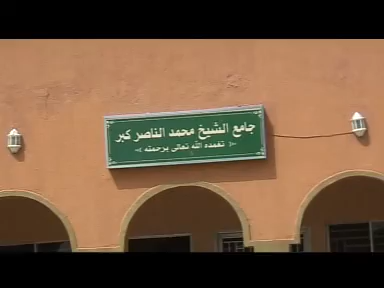 جامع الشيخ محمد الناصر كبر
تغمده الله تعالى برحمته